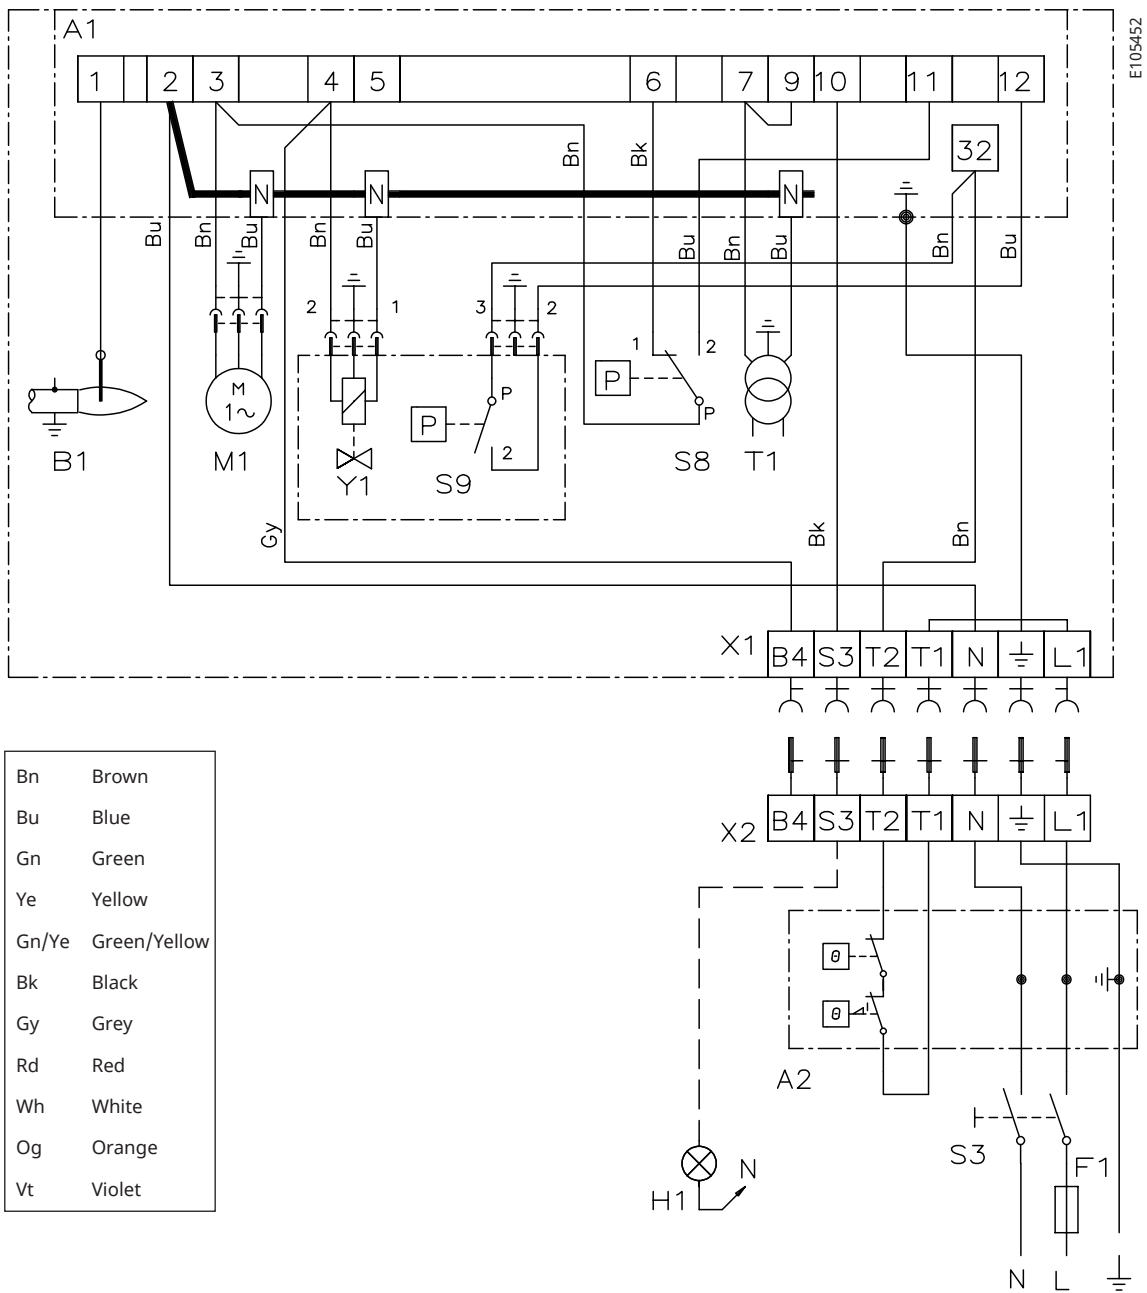 A1
E105452
1 2 3 4 5 6 7 9 10 11 12
32
Bn Bk
N N N
Bu Bn Bu Bn Bu Bu Bn Bu Bn Bu
2 1 3 2
1 2
M
1~
P
P
P
P
2
B1 M1 Y1 S9 S8 T1
Gy Bk Bn
X1 B4 S3 T2 T1 N L1
X2 B4 S3 T2 T1 N L1
Bn Brown
Bu Blue
Gn Green
Ye Yellow
Gn/Ye Green/Yellow
Bk Black
Gy Grey
Rd Red
Wh White
Og Orange
Vt Violet
θ
θ
A2
S3
F1
H1
N
N L